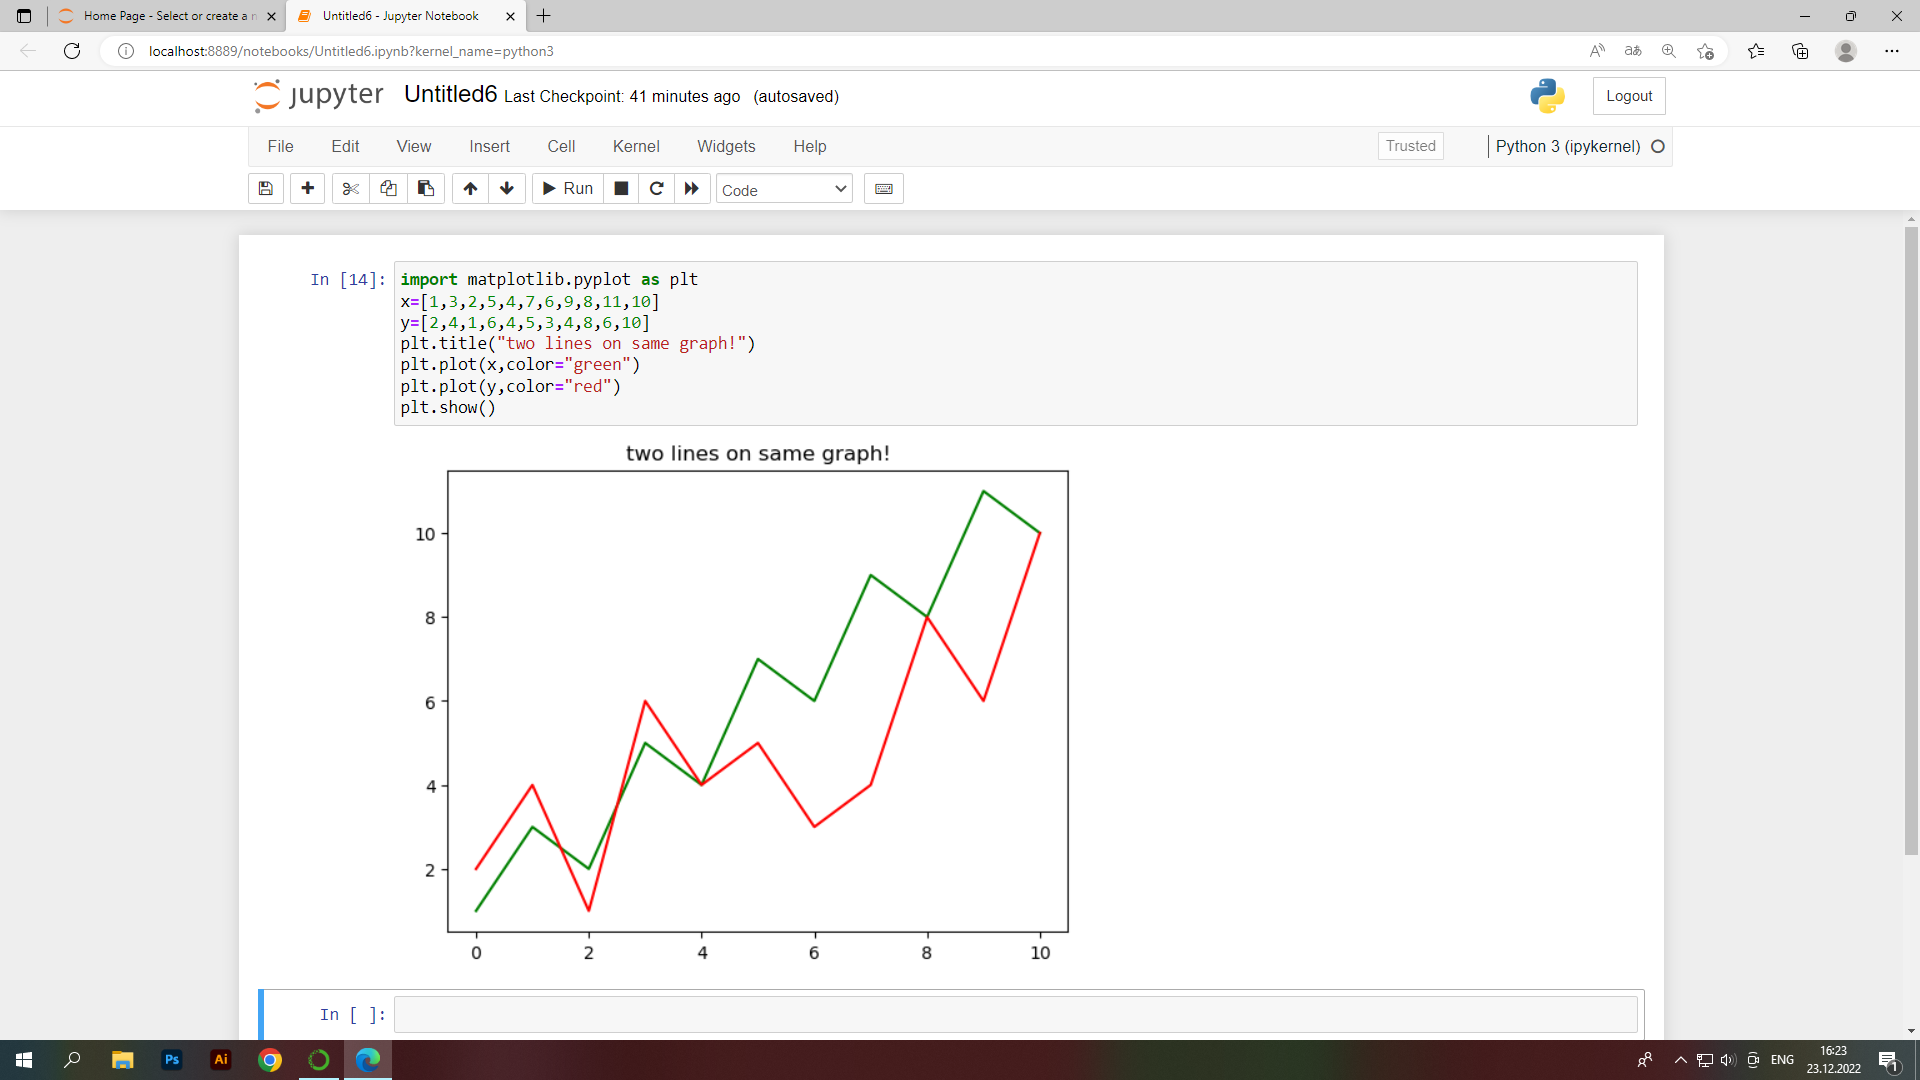 Home Page - Select or create a n
Untitled6 - Jupyter Notebook
localhost:8889/notebooks/Untitled6.ipynb?kernel_name=python3
jupyter Untitled6 Last Checkpoint: 41 minutes ago (autosaved)
Logout
File Edit View Insert Cell Kernel Widgets Help
Trusted
Python 3 (ipykernel)
Run
Code
In [14]:
import matplotlib.pyplot as plt
x=[1,3,2,5,4,7,6,9,8,11,10]
y=[2,4,1,6,4,5,3,4,8,6,10]
plt.title("two lines on same graph!")
plt.plot(x,color="green")
plt.plot(y,color="red")
plt.show()
two lines on same graph!
10
8
6
4
2
0 2 4 6 8 10
In [ ]:
Ps
Ai
ENG
16:23
23.12.2022
1